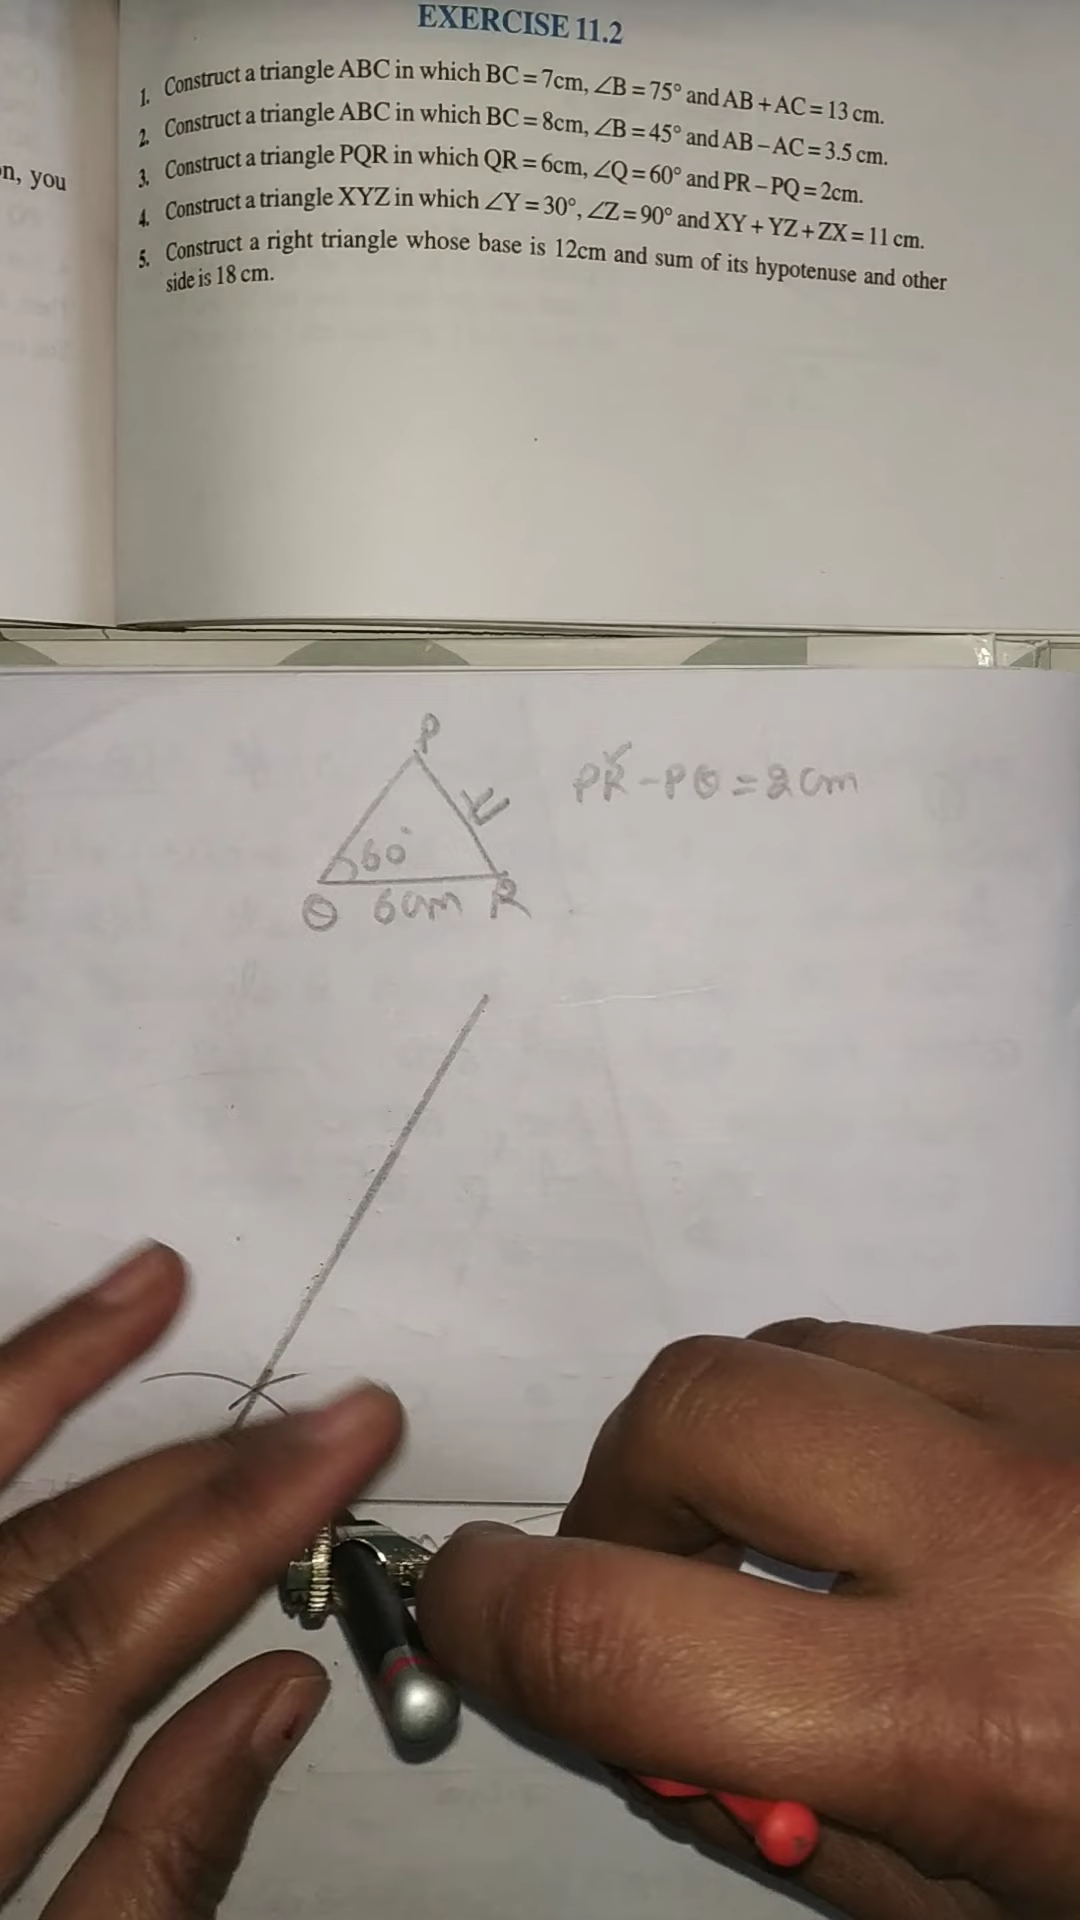 EXERCISE 11.2
1. Construct a triangle ABC in which BC = 7cm, ∠B = 75° and AB + AC = 13 cm.
2. Construct a triangle ABC in which BC = 8cm, ∠B = 45° and AB – AC = 3.5 cm.
n, you
3. Construct a triangle PQR in which QR = 6cm, ∠Q = 60° and PR – PQ = 2cm.
4. Construct a triangle XYZ in which ∠Y = 30°, ∠Z = 90° and XY + YZ + ZX = 11 cm.
5. Construct a right triangle whose base is 12cm and sum of its hypotenuse and other
side is 18 cm.
P
PR - PQ = 2cm
60°
Q 6cm R